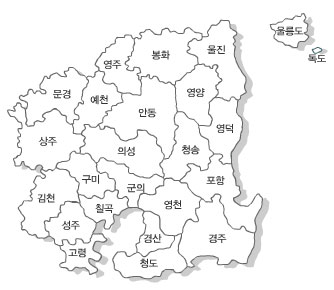 울릉도
독도
봉화
울진
영주
문경
예천
영양
안동
영덕
상주
의성
청송
구미
포항
군의
김천
칠곡
영천
성주
경산
경주
고령
청도